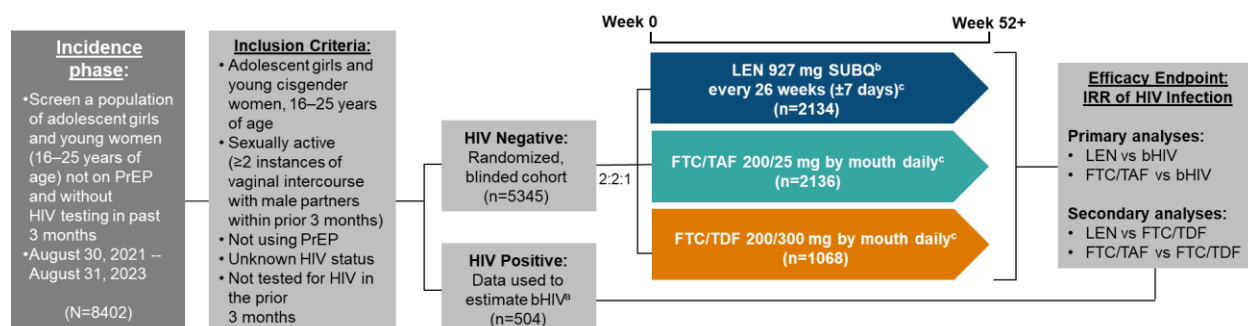 Incidence
phase:
•Screen a population
of adolescent girls
and young women
(16–25 years of
age) not on PrEP
and without
HIV testing in past
3 months
•August 30, 2021 --
August 31, 2023
(N=8402)
Inclusion Criteria:
• Adolescent girls and
young cisgender
women, 16–25 years
of age
• Sexually active
(≥2 instances of
vaginal intercourse
with male partners
within prior 3 months)
• Not using PrEP
• Unknown HIV status
• Not tested for HIV in
the prior
3 months
HIV Negative:
Randomized,
blinded cohort
(n=5345)
HIV Positive:
Data used to
estimate bHIVᵃ
(n=504)
2:2:1
Week 0
Week 52+
LEN 927 mg SUBQᵇ
every 26 weeks (±7 days)ᶜ
(n=2134)
FTC/TAF 200/25 mg by mouth dailyᶜ
(n=2136)
FTC/TDF 200/300 mg by mouth dailyᶜ
(n=1068)
Efficacy Endpoint:
IRR of HIV Infection
Primary analyses:
• LEN vs bHIV
• FTC/TAF vs bHIV
Secondary analyses:
• LEN vs FTC/TDF
• FTC/TAF vs FTC/TDF